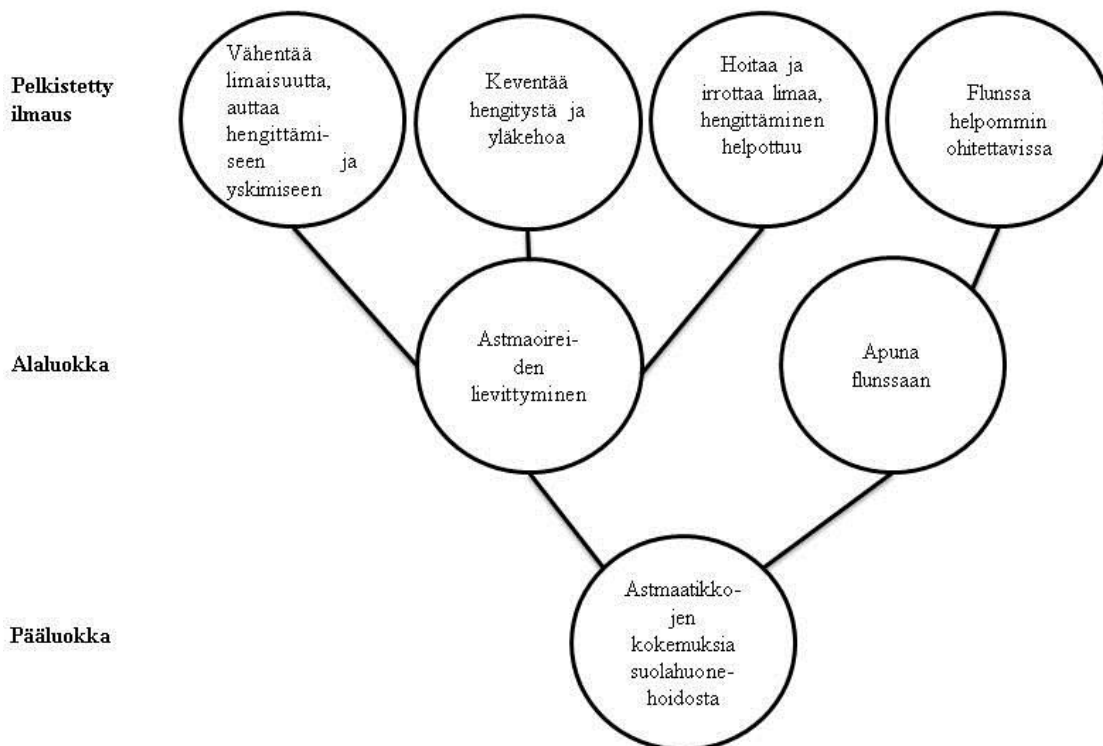 Pelkistetty
ilmaus
Vähentää
limaisuutta,
auttaa
hengittämi-
seen ja
yskimiseen
Keventää
hengitystä ja
yläkehoa
Hoitaa ja
irrottaa limaa,
hengittäminen
helpottuu
Flunssa
helpommin
ohitettavissa
Alaluokka
Astmaoirei-
den
lievittyminen
Apuna
flunssaan
Pääluokka
Astmaatikko-
jen
kokemuksia
suolahuone-
hoidosta